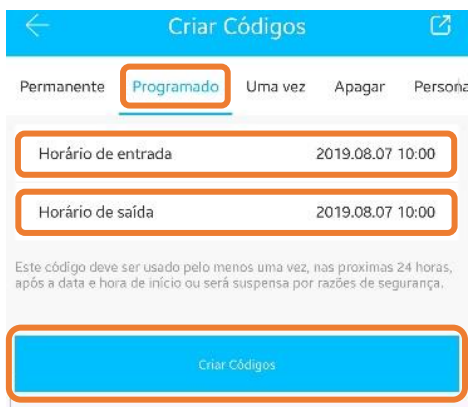 Criar Códigos
Permanente Programado Uma vez Apagar Persona
Horário de entrada 2019.08.07 10:00
Horário de saída 2019.08.07 10:00
Este código deve ser usado pelo menos uma vez, nas proximas 24 horas,
após a data e hora de início ou será suspensa por razões de segurança.
Criar Códigos